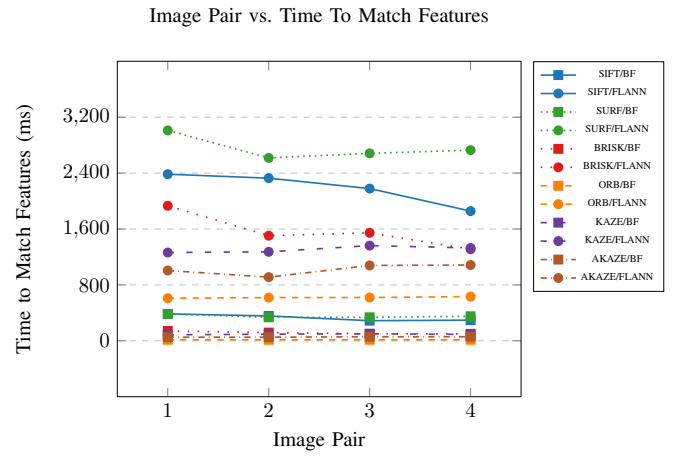 Image Pair vs. Time To Match Features
Time to Match Features (ms)
3,200
2,400
1,600
800
0
1 2 3 4
Image Pair
SIFT/BF
SIFT/FLANN
SURF/BF
SURF/FLANN
BRISK/BF
BRISK/FLANN
ORB/BF
ORB/FLANN
KAZE/BF
KAZE/FLANN
AKAZE/BF
AKAZE/FLANN